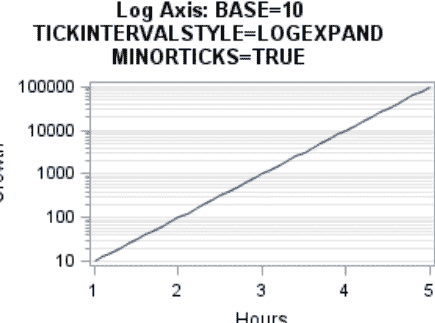 Log Axis: BASE=10
TICKINTERVALSTYLE=LOGEXPAND
MINORTICKS=TRUE
100000
10000
1000
100
10
1 2 3 4 5
Hours